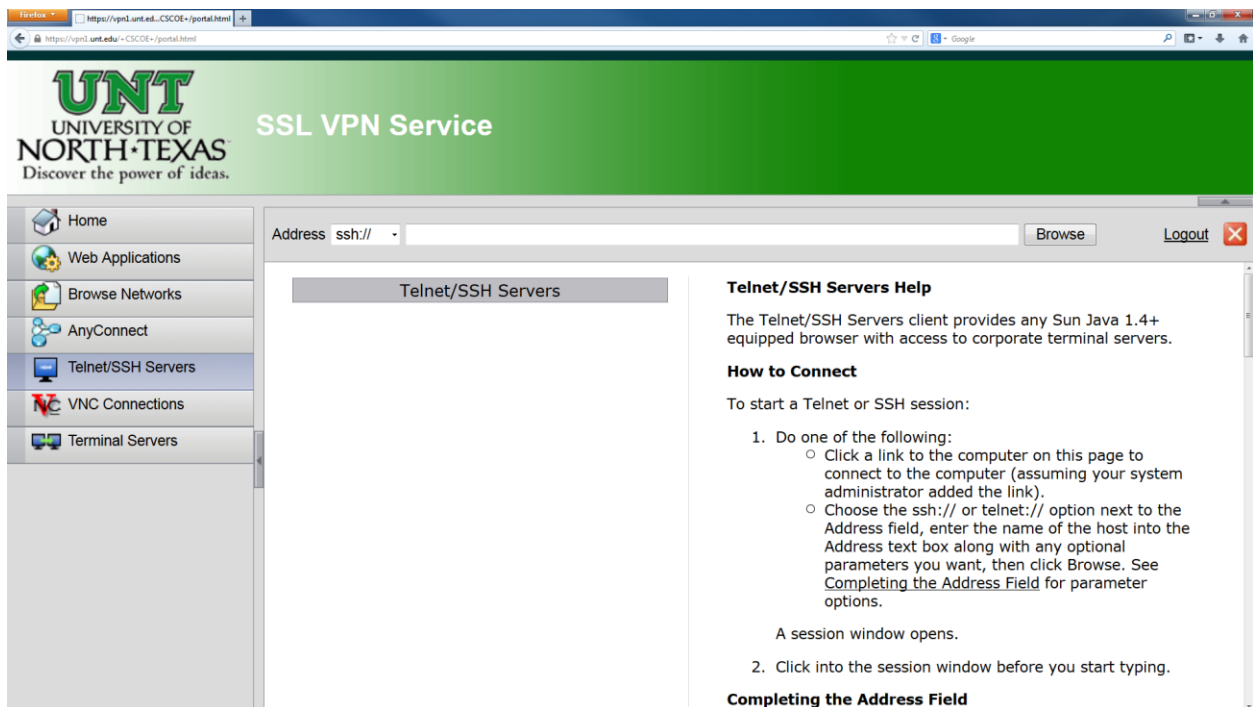 Firefox
https://vpn1.unt.ed...CSCOE+/portal.html +
https://vpn1.unt.edu/+CSCOE+/portal.html
Google
UNT
UNIVERSITY OF
NORTH·TEXAS
Discover the power of ideas.
SSL VPN Service
Home
Web Applications
Browse Networks
AnyConnect
Telnet/SSH Servers
VNC Connections
Terminal Servers
Address ssh:// Browse Logout
Telnet/SSH Servers
Telnet/SSH Servers Help
The Telnet/SSH Servers client provides any Sun Java 1.4+
equipped browser with access to corporate terminal servers.
How to Connect
To start a Telnet or SSH session:
1. Do one of the following:
○ Click a link to the computer on this page to
connect to the computer (assuming your system
administrator added the link).
○ Choose the ssh:// or telnet:// option next to the
Address field, enter the name of the host into the
Address text box along with any optional
parameters you want, then click Browse. See
Completing the Address Field for parameter
options.
A session window opens.
2. Click into the session window before you start typing.
Completing the Address Field